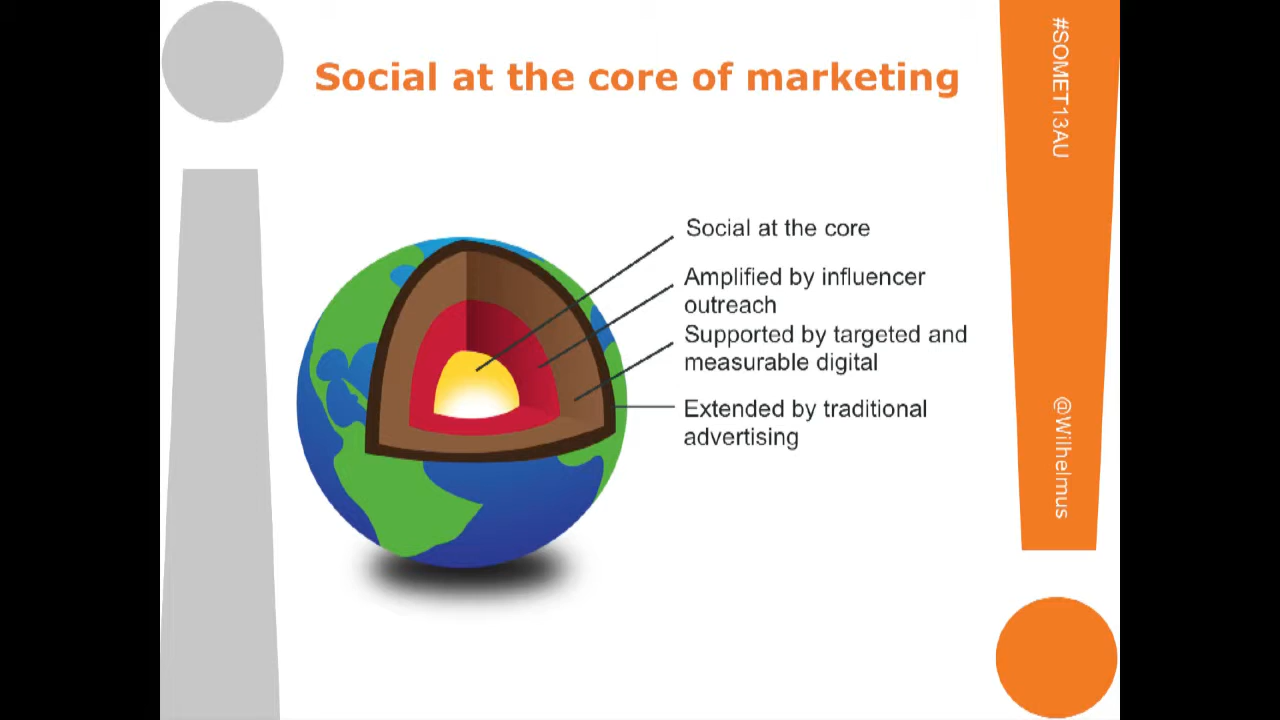 Social at the core of marketing
#SOMET13AU
Social at the core
Amplified by influencer
outreach
Supported by targeted and
measurable digital
Extended by traditional
advertising
@Wilhelmus